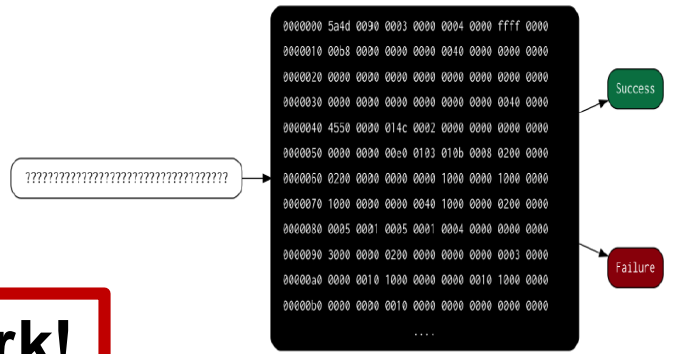 0000000 5a4d 0090 0003 0000 0004 0000 ffff 0000
0000010 00b8 0000 0000 0000 0040 0000 0000 0000
0000020 0000 0000 0000 0000 0000 0000 0000 0000
0000030 0000 0000 0000 0000 0000 0000 0040 0000
0000040 4550 0000 014c 0002 0000 0000 0000 0000
0000050 0000 0000 00e0 0103 010b 0008 0200 0000
0000060 0200 0000 0000 0000 1000 0000 1000 0000
0000070 1000 0000 0000 0040 1000 0000 0200 0000
0000080 0005 0001 0005 0001 0004 0000 0000 0000
0000090 3000 0000 0200 0000 0000 0000 0003 0000
00000a0 0000 0010 1000 0000 0000 0010 1000 0000
00000b0 0000 0000 0010 0000 0000 0000 0000 0000
....
????????????????????????????????????
Success
Failure
rk!